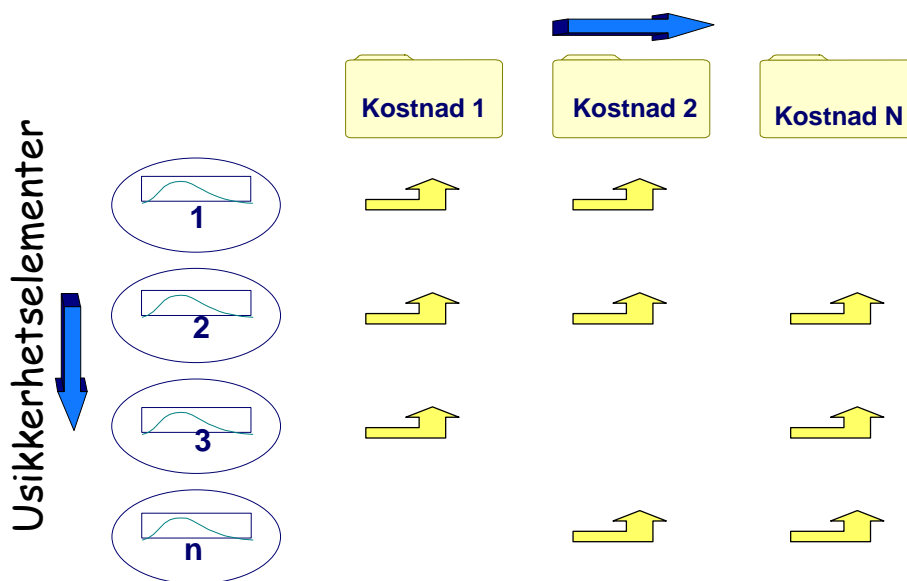 Kostnad 1
Kostnad 2
Kostnad N
Usikkerhetselementer
1
2
3
n